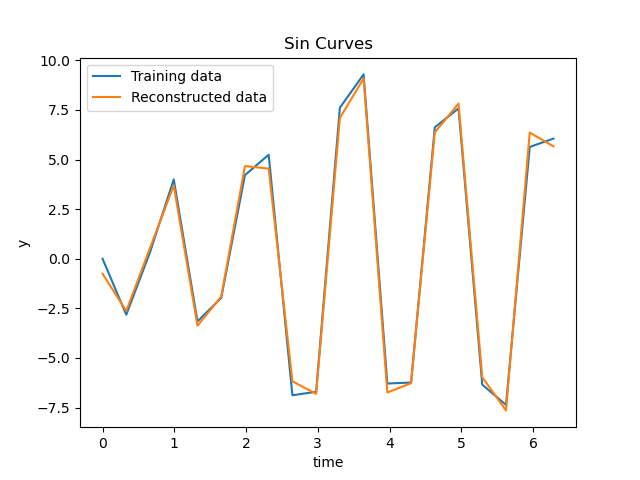 Sin Curves
10.0
7.5
5.0
2.5
0.0
−2.5
−5.0
−7.5
y
Training data
Reconstructed data
0 1 2 3 4 5 6
time